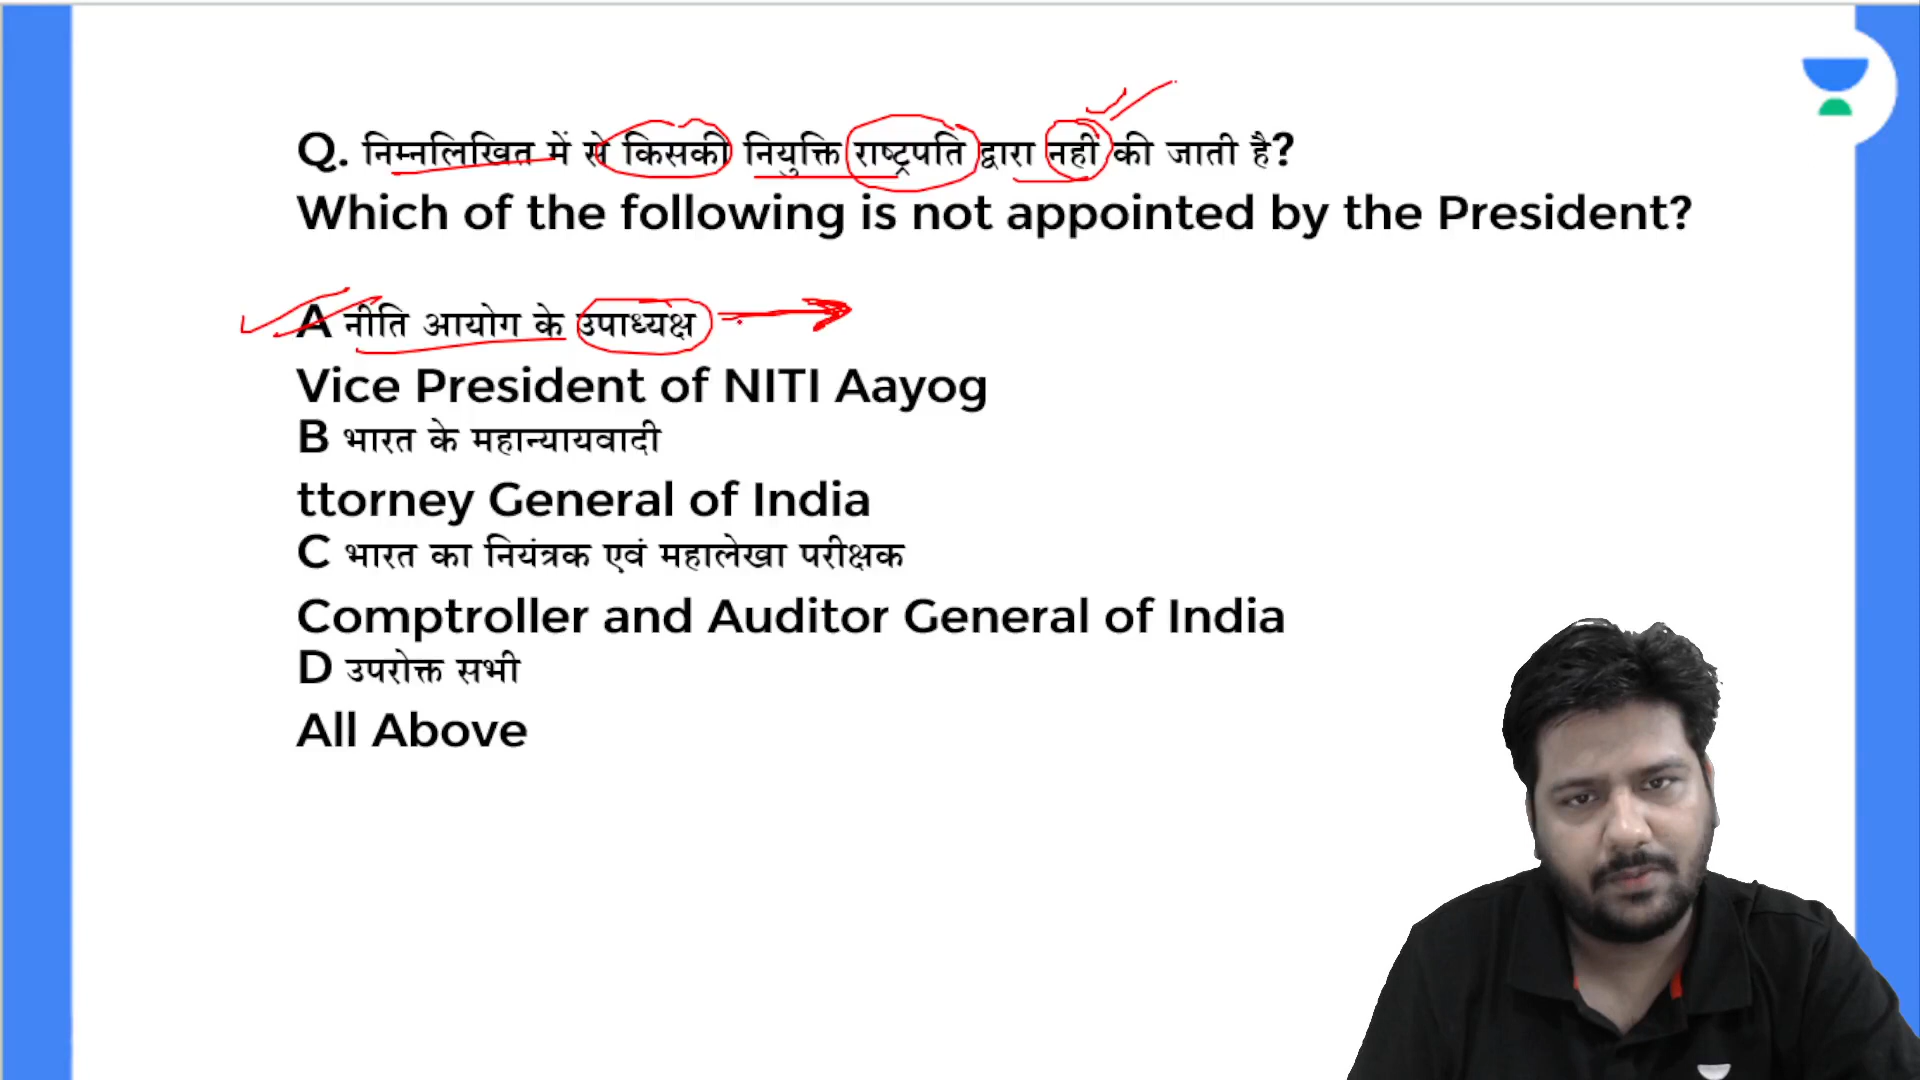 Q. निम्नलिखित में से किसकी नियुक्ति राष्ट्रपति द्वारा नहीं की जाती है?
Which of the following is not appointed by the President?
A नीति आयोग के उपाध्यक्ष
Vice President of NITI Aayog
B भारत के महान्यायवादी
ttorney General of India
C भारत का नियंत्रक एवं महालेखा परीक्षक
Comptroller and Auditor General of India
D उपरोक्त सभी
All Above